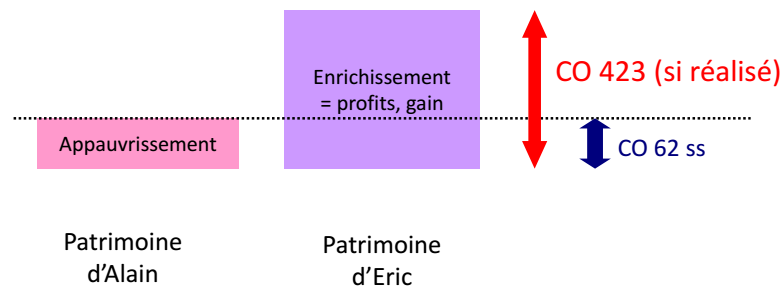 Enrichissement
= profits, gain
CO 423 (si réalisé)
Appauvrissement
CO 62 ss
Patrimoine
d’Alain
Patrimoine
d’Eric